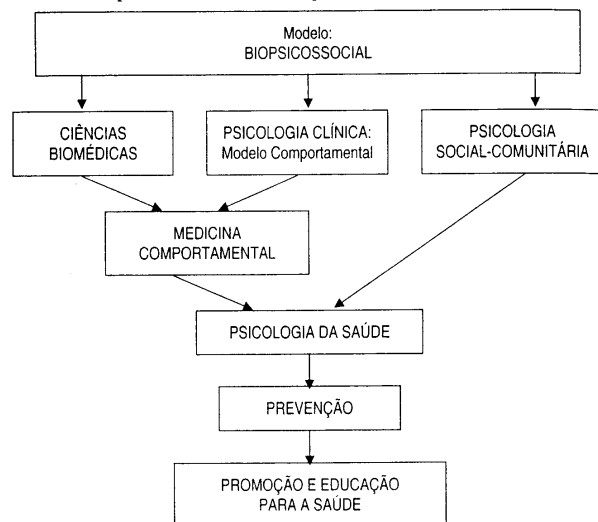 Modelo:
BIOPSICOSSOCIAL
CIÊNCIAS
BIOMÉDICAS
PSICOLOGIA CLÍNICA:
Modelo Comportamental
PSICOLOGIA
SOCIAL-COMUNITÁRIA
MEDICINA
COMPORTAMENTAL
PSICOLOGIA DA SAÚDE
PREVENÇÃO
PROMOÇÃO E EDUCAÇÃO
PARA A SAÚDE